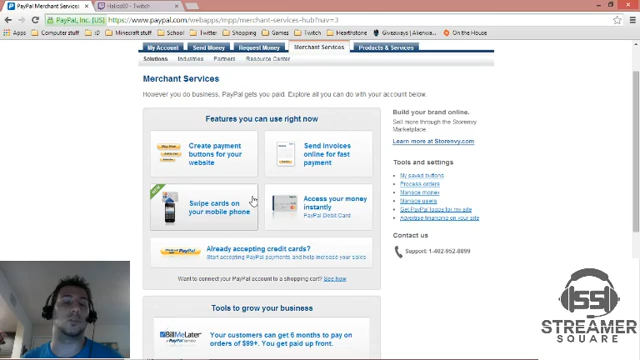 PayPal Merchant Services
- Twitch
PayPal, Inc. [US]
https://www.paypal.com/webapps/mpp/merchant-services-hub?nav=3
Apps
Computer stuff
school
Minecraft stuff
School
Twitter
Shopping
Games
Twitch
Hearthstone
Giveaways
On the House
My Account
Send Money
Request Money
Merchant Services
Products & Services
Solutions
Industries
Partners
Resource Center
Merchant Services
However you do business, PayPal gets you paid. Explore all you can do with your account below.
Features you can use right now
Create payment
buttons for your
website
Send invoices
online for fast
payment
Swipe cards on
your mobile phone
Access your money
instantly
PayPal Debit Card
Already accepting credit cards?
Start accepting PayPal payments and help increase your sales
Want to connect your PayPal account to a shopping cart? See how
Tools to grow your business
BillMeLater
Your customers can get 6 months to pay on
orders of $99+. You get paid up front.
Build your brand online.
Sell more through the Storenvy
Marketplace.
Learn more at Storenvy.com
Tools and settings
My saved buttons
Process orders
Manage money
Manage users
Get PayPal logos for my site
Advertise financing on my site
Contact us
Support: 1-402-952-8899
SS
STREAMER
SQUARE